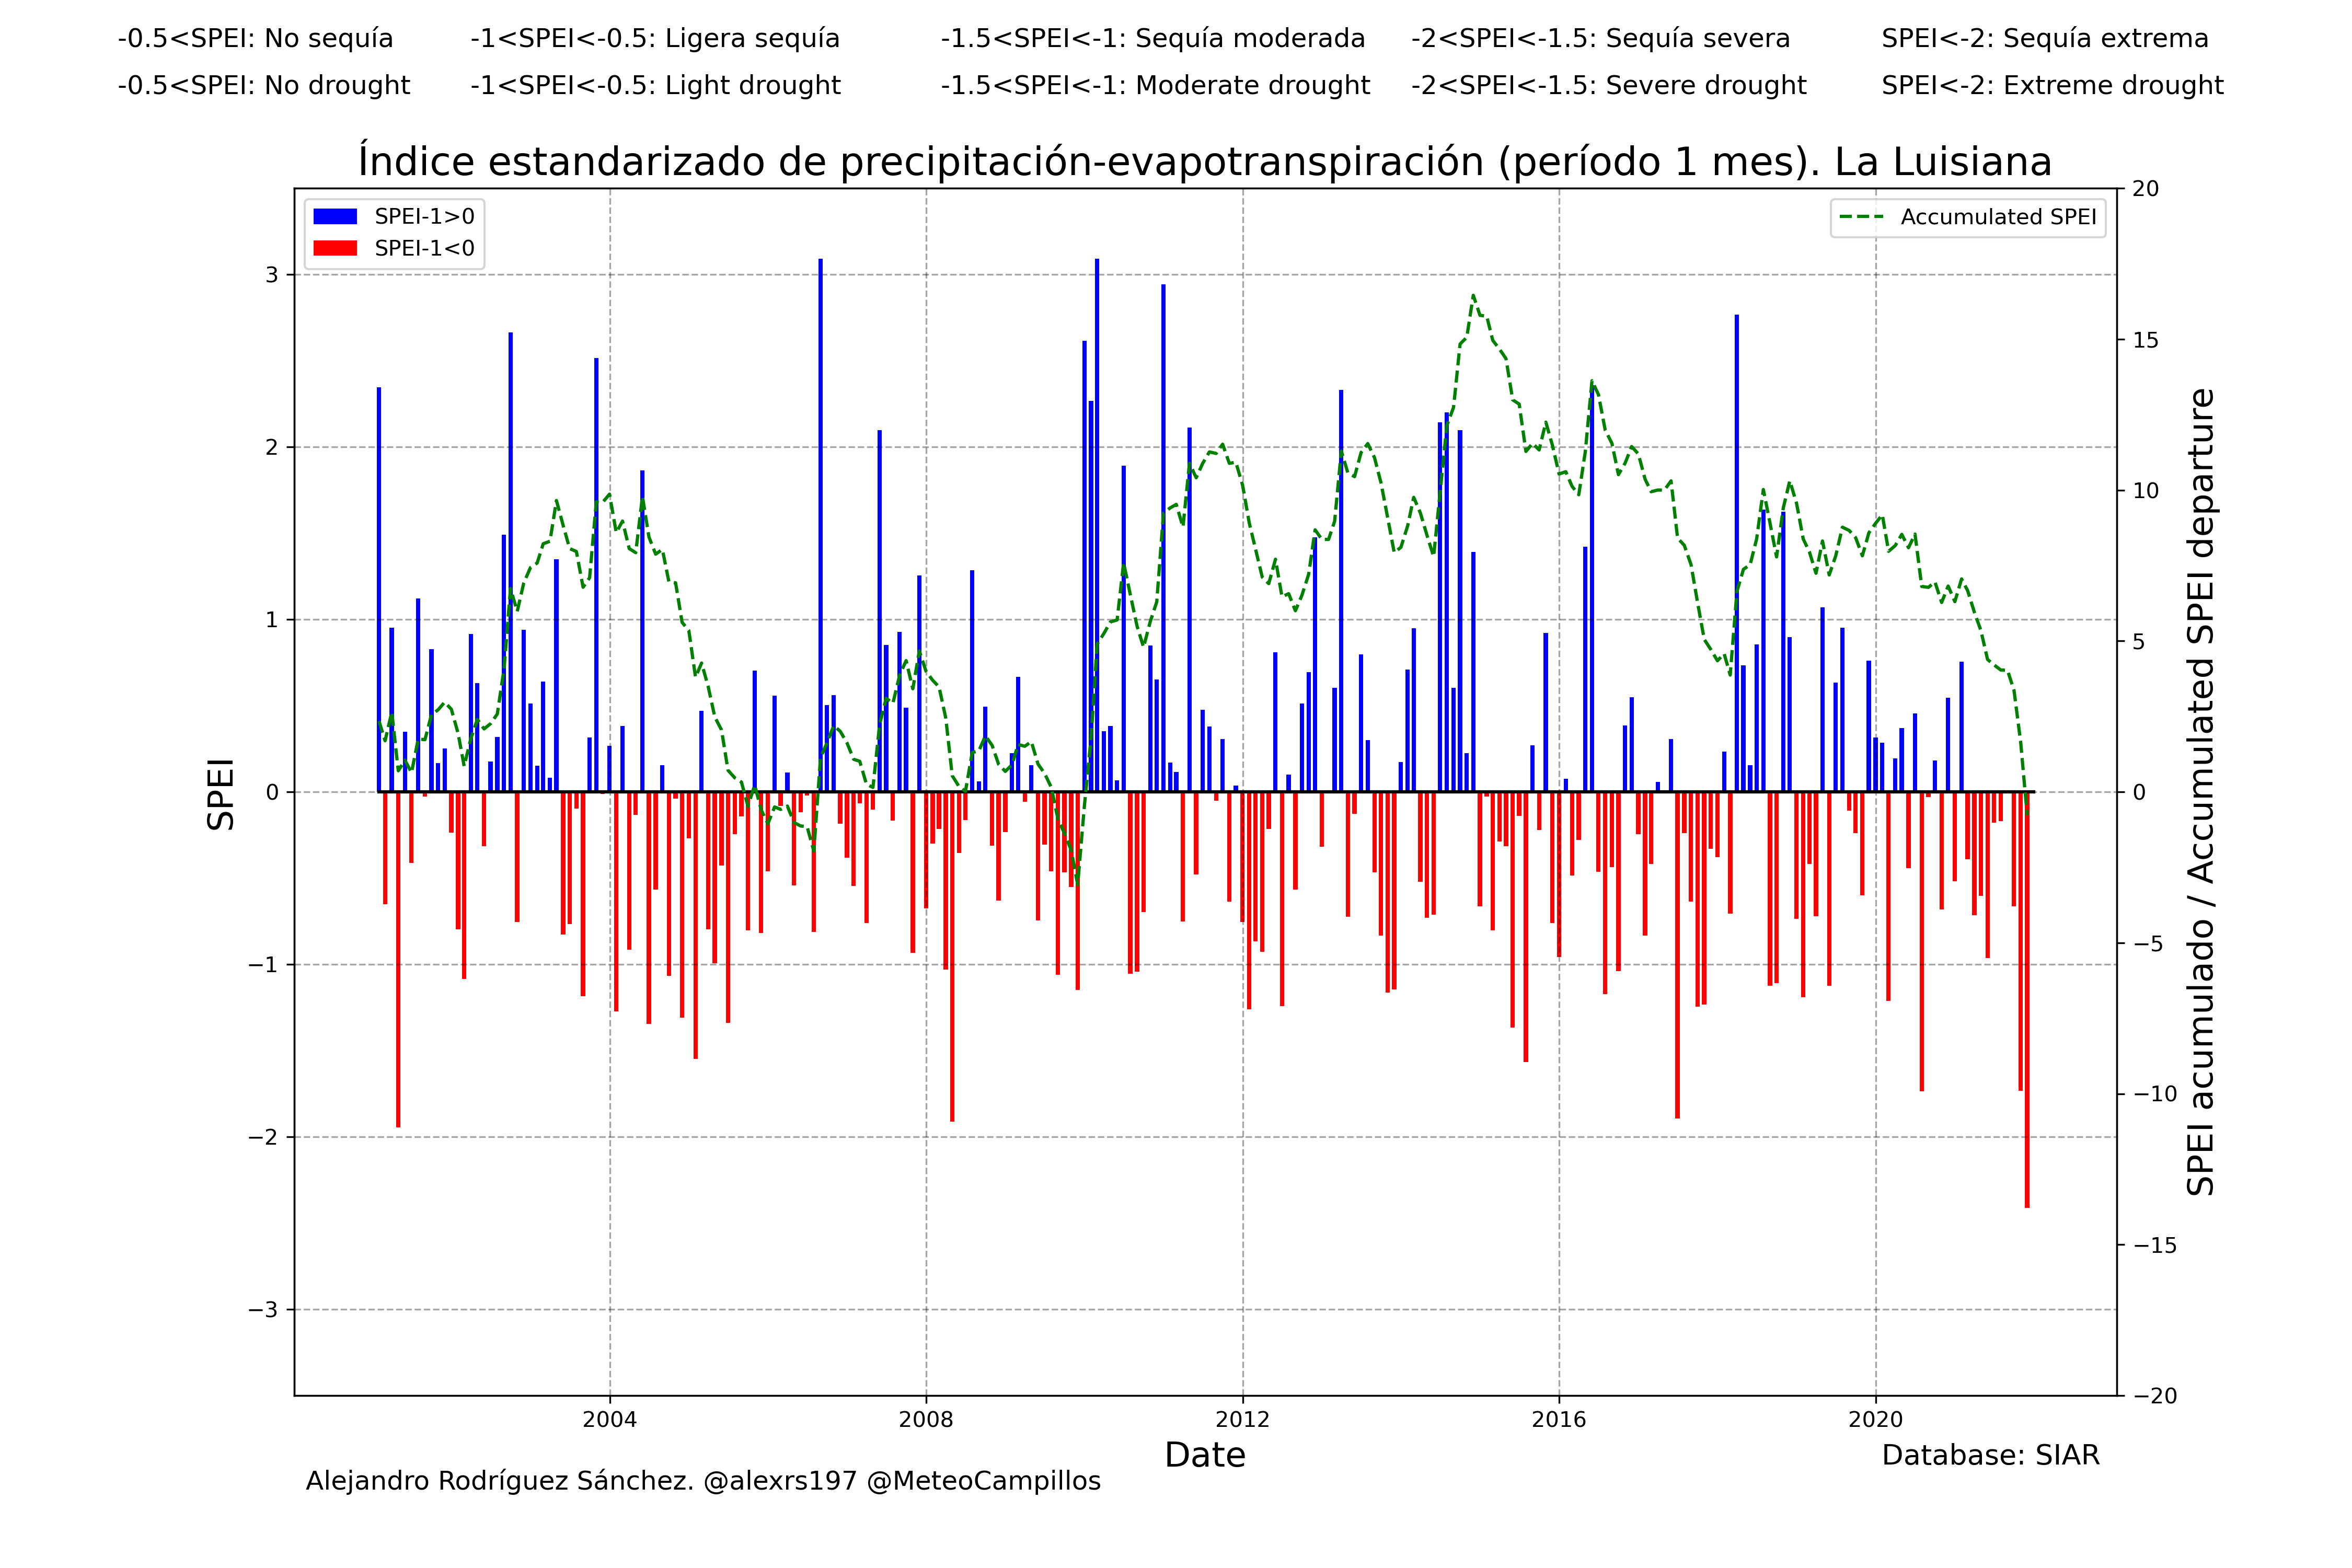 -0.5<SPEI: No sequía -1<SPEI<-0.5: Ligera sequía -1.5<SPEI<-1: Sequía moderada -2<SPEI<-1.5: Sequía severa SPEI<-2: Sequía extrema
-0.5<SPEI: No drought -1<SPEI<-0.5: Light drought -1.5<SPEI<-1: Moderate drought -2<SPEI<-1.5: Severe drought SPEI<-2: Extreme drought
Índice estandarizado de precipitación-evapotranspiración (período 1 mes). La Luisiana
SPEI-1>0
SPEI-1<0
Accumulated SPEI
SPEI
3
2
1
0
−1
−2
−3
20
15
10
5
0
−5
−10
−15
−20
SPEI acumulado / Accumulated SPEI departure
2004 2008 2012 2016 2020
Date
Database: SIAR
Alejandro Rodríguez Sánchez. @alexrs197 @MeteoCampillos